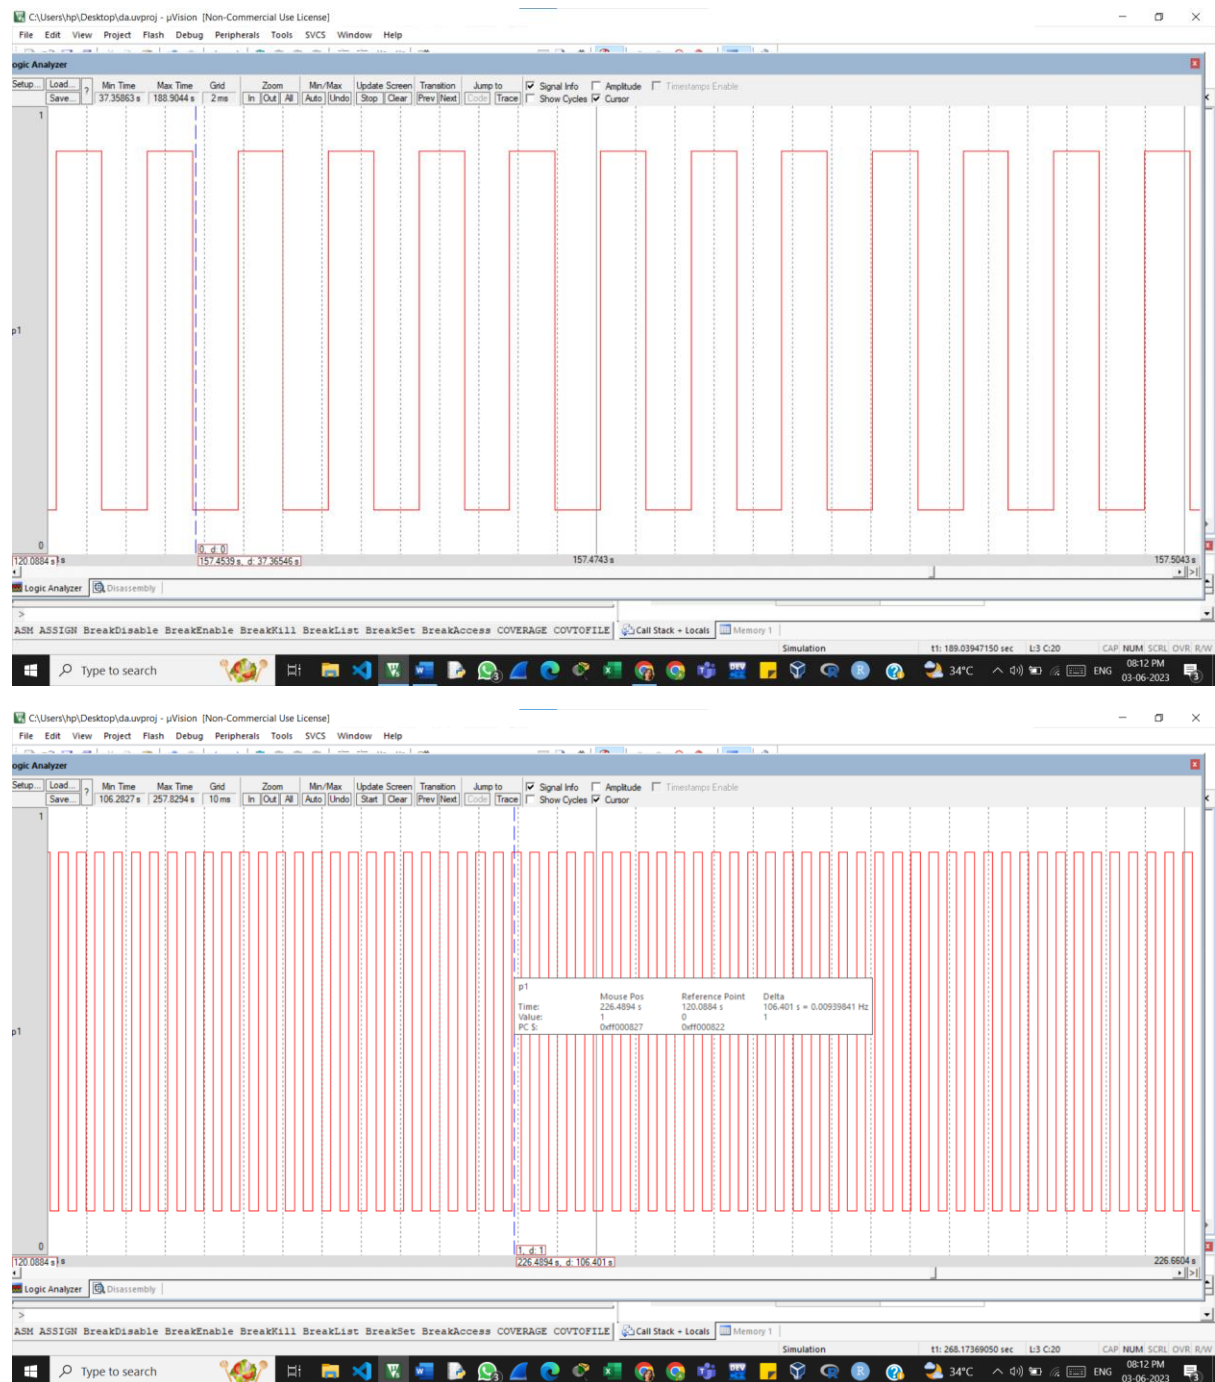 C:\Users\hp\Desktop\da.uvproj - µVision [Non-Commercial Use License]
File Edit View Project Flash Debug Peripherals Tools SVCS Window Help
ogic Analyzer
Setup... Load... ? Min Time Max Time Grid Zoom Min/Max Update Screen Transition Jump to Signal Info Amplitude Timestamps Enable
Save... 37.35863 s 188.9044 s 2 ms In Out All Auto Undo Stop Clear Prev Next Code Trace Show Cycles Cursor
1
p1
0
0, d: 0
120.0884 s s 157.4539 s, d: 37.36546 s 157.4743 s 157.5043 s
Logic Analyzer Disassembly
>
ASM ASSIGN BreakDisable BreakEnable BreakKill BreakList BreakSet BreakAccess COVERAGE COVTOFILE Call Stack + Locals Memory 1
Simulation t1: 189.03947150 sec L:3 C:20 CAP NUM SCRL OVR R/W
Type to search 34°C ENG 08:12 PM
03-06-2023
C:\Users\hp\Desktop\da.uvproj - µVision [Non-Commercial Use License]
File Edit View Project Flash Debug Peripherals Tools SVCS Window Help
ogic Analyzer
Setup... Load... ? Min Time Max Time Grid Zoom Min/Max Update Screen Transition Jump to Signal Info Amplitude Timestamps Enable
Save... 106.2827 s 257.8294 s 10 ms In Out All Auto Undo Start Clear Prev Next Code Trace Show Cycles Cursor
1
p1
Mouse Pos Reference Point Delta
Time: 226.4894 s 120.0884 s 106.401 s = 0.00939841 Hz
Value: 1 0 1
PC $: 0xff000827 0xff000822
p1
0
1, d: 1
120.0884 s s 226.4894 s, d: 106.401 s 226.6604 s
Logic Analyzer Disassembly
>
ASM ASSIGN BreakDisable BreakEnable BreakKill BreakList BreakSet BreakAccess COVERAGE COVTOFILE Call Stack + Locals Memory 1
Simulation t1: 268.17369050 sec L:3 C:20 CAP NUM SCRL OVR R/W
Type to search 34°C ENG 08:12 PM
03-06-2023